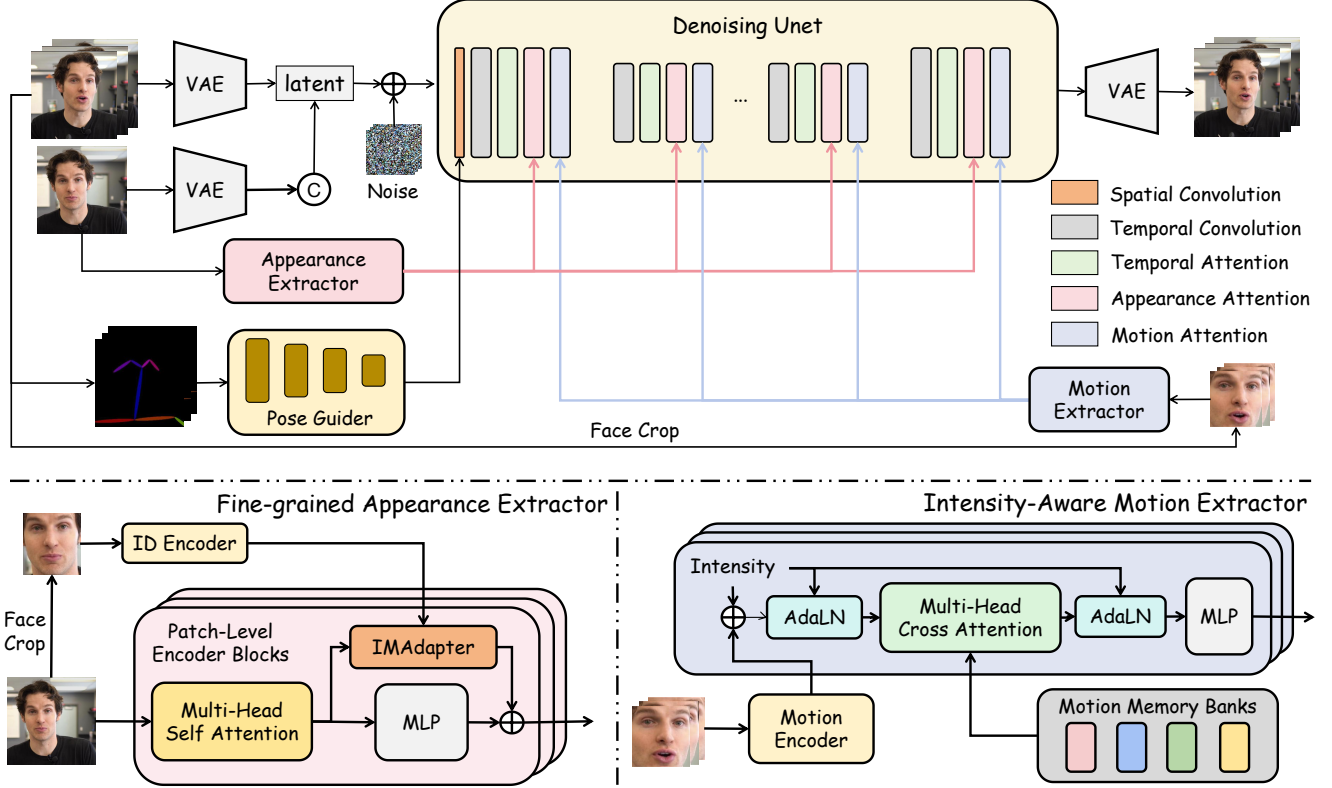 Denoising Unet
VAE
latent
...
VAE
VAE
C
Noise
Spatial Convolution
Temporal Convolution
Temporal Attention
Appearance Attention
Motion Attention
Appearance
Extractor
Pose Guider
Motion
Extractor
Face Crop
Fine-grained Appearance Extractor
ID Encoder
Face
Crop
Patch-Level
Encoder Blocks
IMAdapter
Multi-Head
Self Attention
MLP
Intensity-Aware Motion Extractor
Intensity
AdaLN
Multi-Head
Cross Attention
AdaLN
MLP
Motion
Encoder
Motion Memory Banks